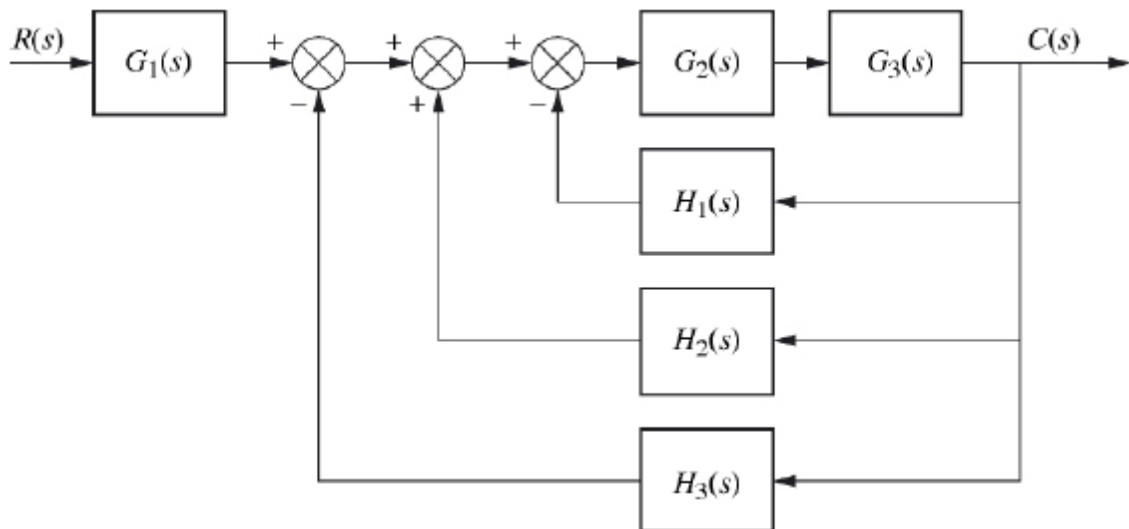 R(s)
G₁(s)
+
−
+
+
+
−
G₂(s)
G₃(s)
C(s)
H₁(s)
H₂(s)
H₃(s)